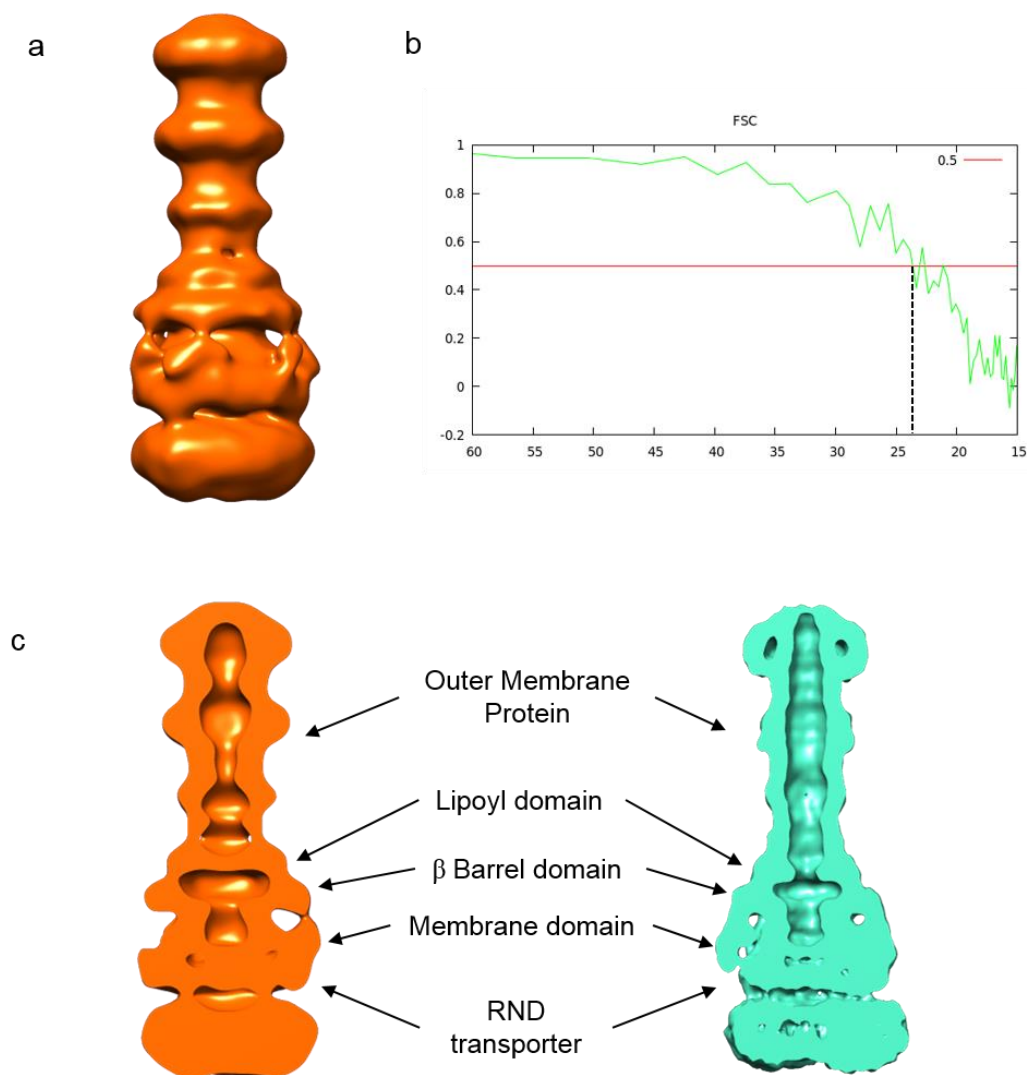 a
b
FSC
1
0.5
0.8
0.6
0.4
0.2
0
-0.2
60 55 50 45 40 35 30 25 20 15
c
Outer Membrane
Protein
Lipoyl domain
β Barrel domain
Membrane domain
RND
transporter